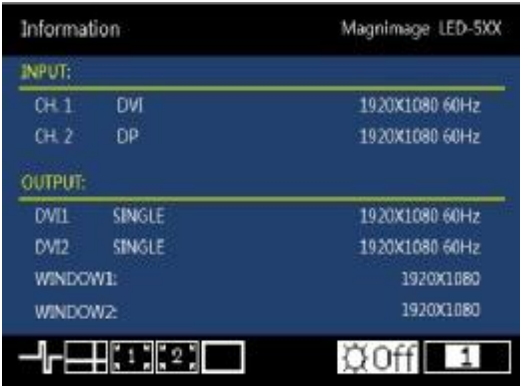 Information Magnimage LED-5XX
INPUT:
CH. 1 DVI 1920X1080 60Hz
CH. 2 DP 1920X1080 60Hz
OUTPUT:
DVI1 SINGLE 1920X1080 60Hz
DVI2 SINGLE 1920X1080 60Hz
WINDOW1: 1920X1080
WINDOW2: 1920X1080
1 2 Off 1